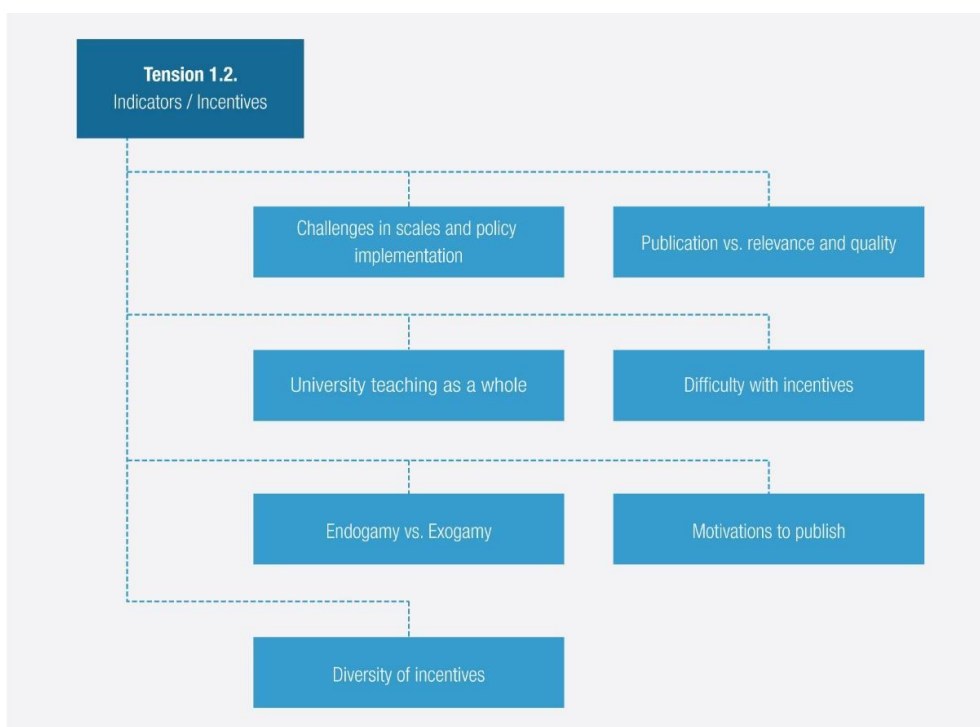 Tension 1.2.
Indicators / Incentives
Challenges in scales and policy
implementation
Publication vs. relevance and quality
University teaching as a whole
Difficulty with incentives
Endogamy vs. Exogamy
Motivations to publish
Diversity of incentives